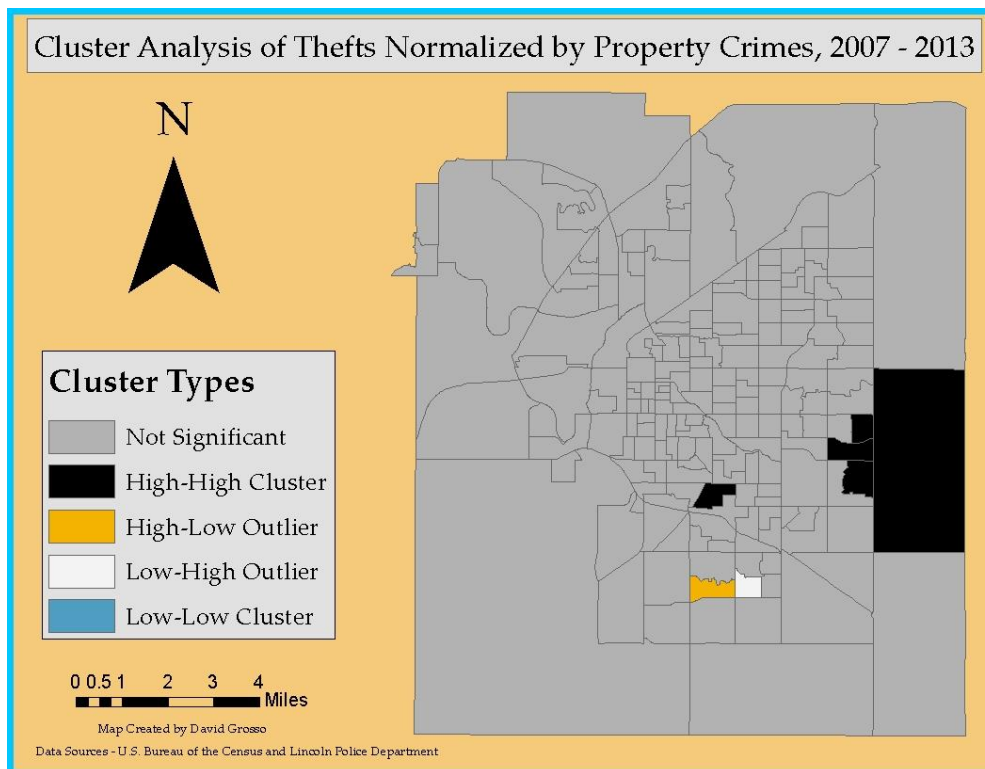 Cluster Analysis of Thefts Normalized by Property Crimes, 2007 - 2013
N
Cluster Types
Not Significant
High-High Cluster
High-Low Outlier
Low-High Outlier
Low-Low Cluster
0 0.5 1 2 3 4
Miles
Map Created by David Grosso
Data Sources - U.S. Bureau of the Census and Lincoln Police Department